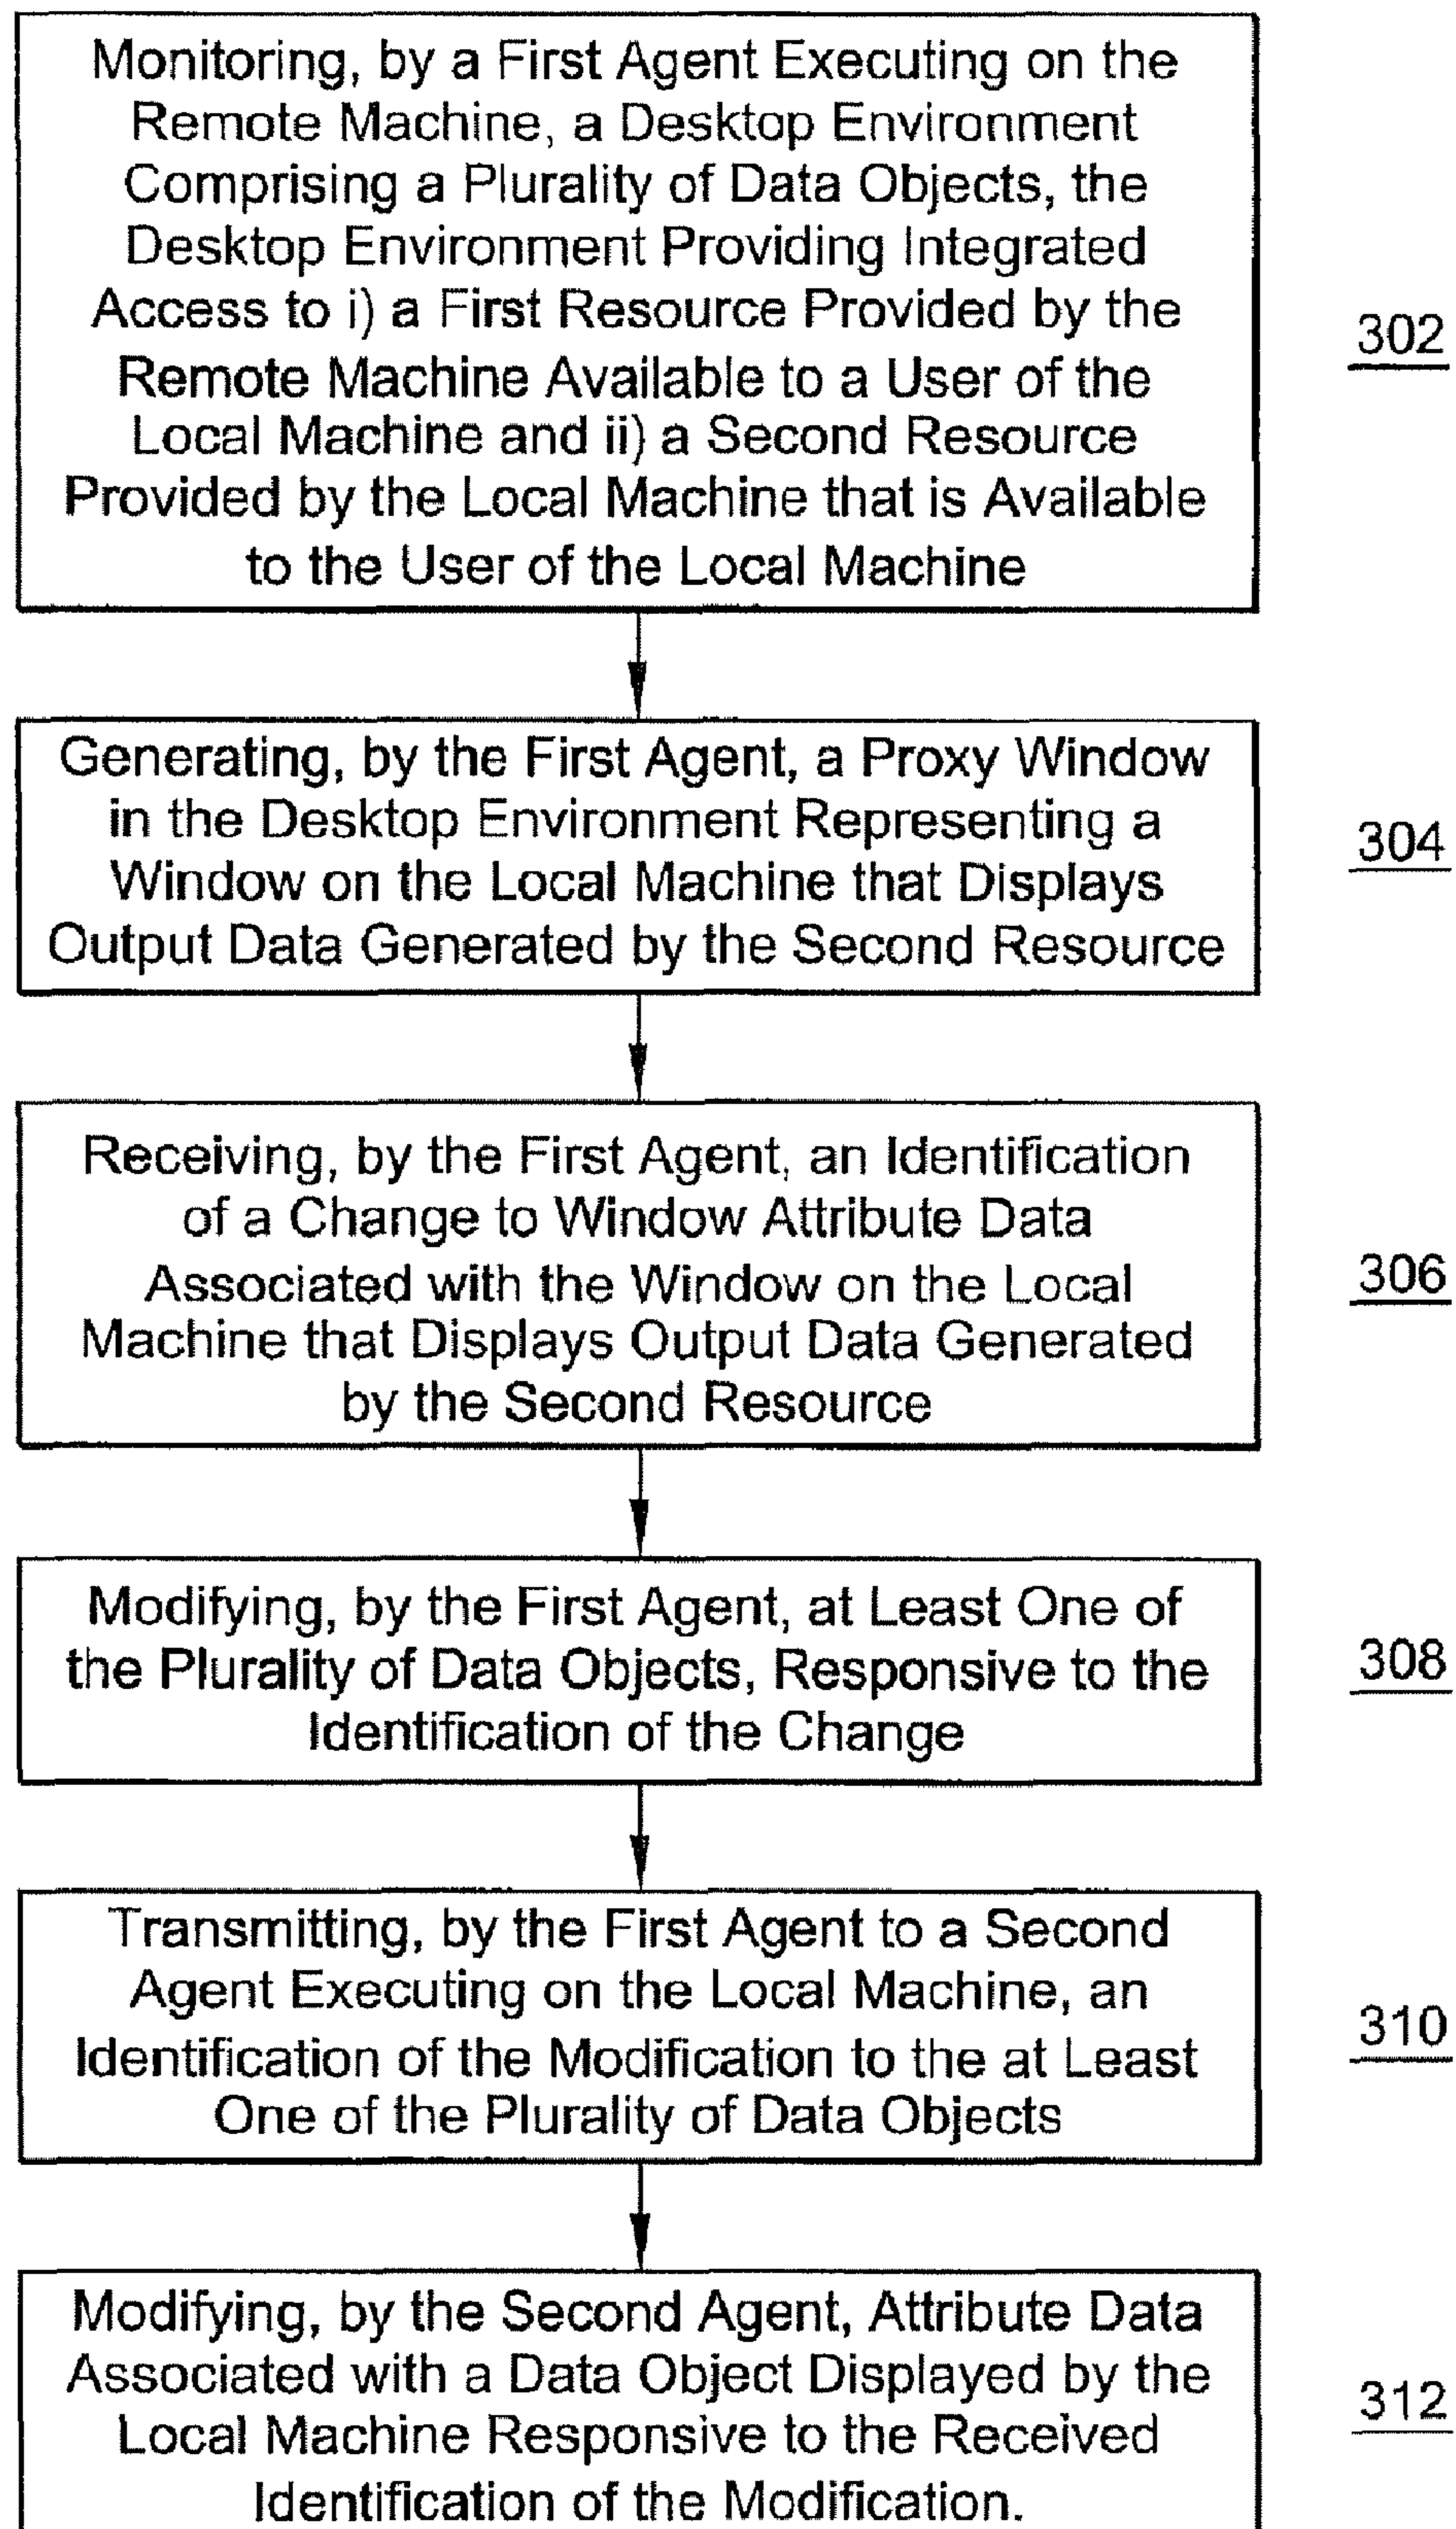 Monitoring, by a First Agent Executing on the
Remote Machine, a Desktop Environment
Comprising a Plurality of Data Objects, the
Desktop Environment Providing Integrated
Access to i) a First Resource Provided by the
Remote Machine Available to a User of the
Local Machine and ii) a Second Resource
Provided by the Local Machine that is Available
to the User of the Local Machine
302
Generating, by the First Agent, a Proxy Window
in the Desktop Environment Representing a
Window on the Local Machine that Displays
Output Data Generated by the Second Resource
304
Receiving, by the First Agent, an Identification
of a Change to Window Attribute Data
Associated with the Window on the Local
Machine that Displays Output Data Generated
by the Second Resource
306
Modifying, by the First Agent, at Least One of
the Plurality of Data Objects, Responsive to the
Identification of the Change
308
Transmitting, by the First Agent to a Second
Agent Executing on the Local Machine, an
Identification of the Modification to the at Least
One of the Plurality of Data Objects
310
Modifying, by the Second Agent, Attribute Data
Associated with a Data Object Displayed by the
Local Machine Responsive to the Received
Identification of the Modification.
312